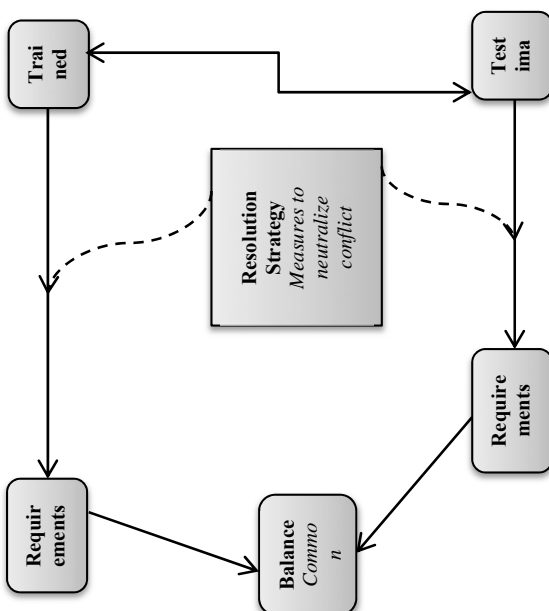 Trai
ned
Test
ima
Resolution
Strategy
Measures to
neutralize
conflict
Requir
ements
Require
ments
Balance
Commo
n